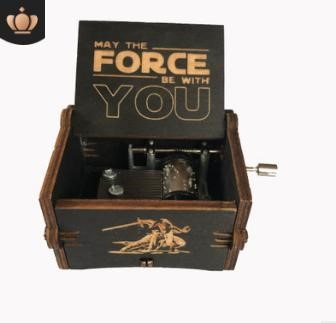 MAY THE
FORCE
BE WITH
YOU